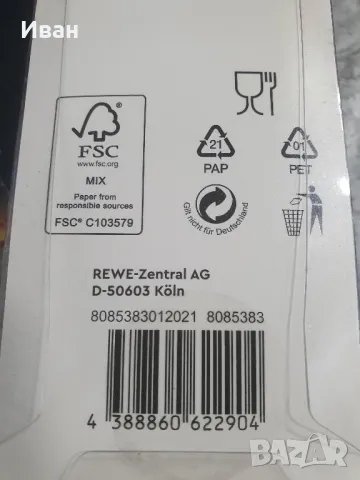 Иван
FSC
www.fsc.org
MIX
Paper from
responsible sources
FSC® C103579
21
PAP
01
PET
Gilt nicht für Deutschland
REWE-Zentral AG
D-50603 Köln
8085383012021 8085383
4 388860 622904
BAZAR
bg